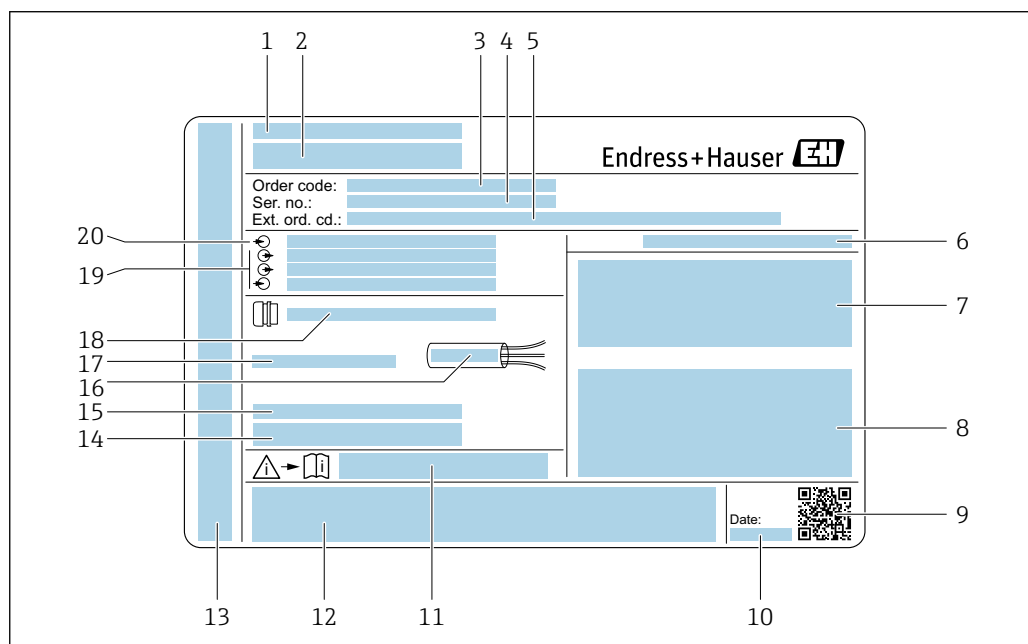 1 2 3 4 5
Endress+Hauser EH
Order code:
Ser. no.:
Ext. ord. cd.:
20 6
19
7
18
17
16
15
14 8
i i
9
Date:
13 12 11 10